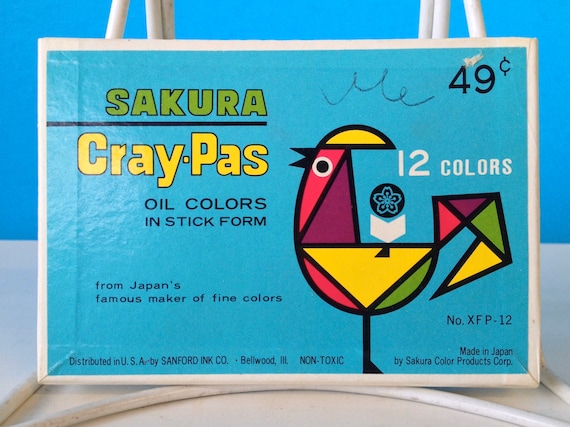 49¢
Me
SAKURA
Cray-Pas
12 COLORS
OIL COLORS
IN STICK FORM
from Japan's
famous maker of fine colors
No. XFP-12
Distributed in U. S. A. by SANFORD INK CO. • Bellwood, Ill. NON-TOXIC
Made in Japan
by Sakura Color Products Corp.